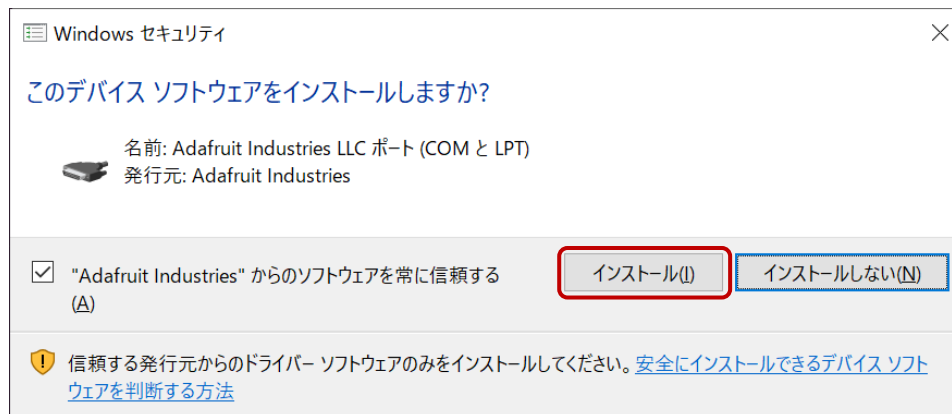 Windows セキュリティ
このデバイス ソフトウェアをインストールしますか?
名前: Adafruit Industries LLC ポート (COM と LPT)
発行元: Adafruit Industries
"Adafruit Industries" からのソフトウェアを常に信頼する
(A)
インストール(I)
インストールしない(N)
信頼する発行元からのドライバー ソフトウェアのみをインストールしてください。安全にインストールできるデバイス ソフト
ウェアを判断する方法